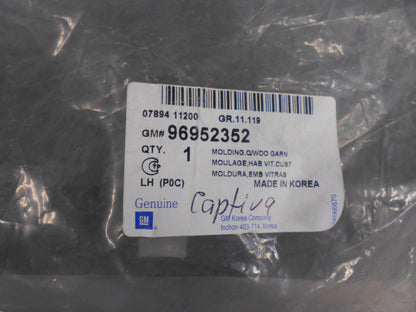 07894 11200 GR.11.119
GM# 96952352
QTY. 1
MOLDING,Q/WDO GARN
MOULAGE,HAB VIT.CUST
MOLDURA,EMB VITRAS
LH (P0C) MADE IN KOREA
Genuine Captiva
GM
GM Korea Company
Inchon 403-714, Korea